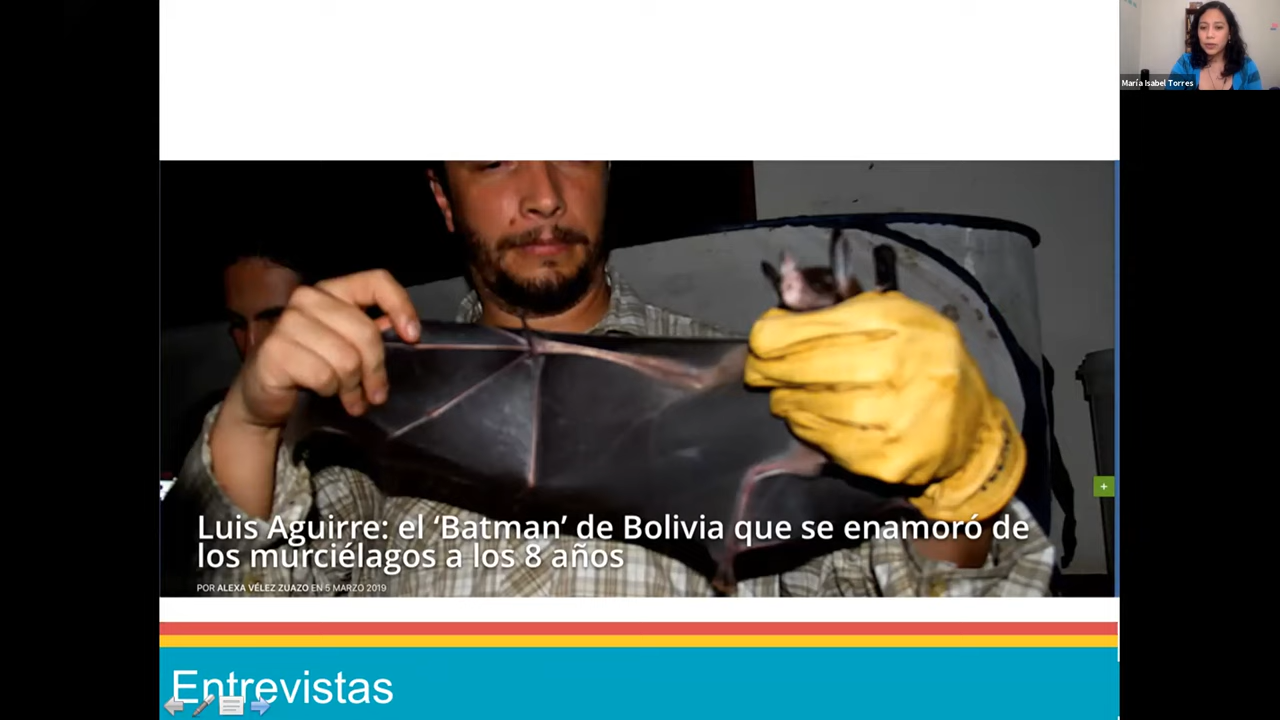 María Isabel Torres
Luis Aguirre: el ‘Batman’ de Bolivia que se enamoró de
los murciélagos a los 8 años
POR ALEXA VÉLEZ ZUAZO EN 5 MARZO 2019
+
Entrevistas